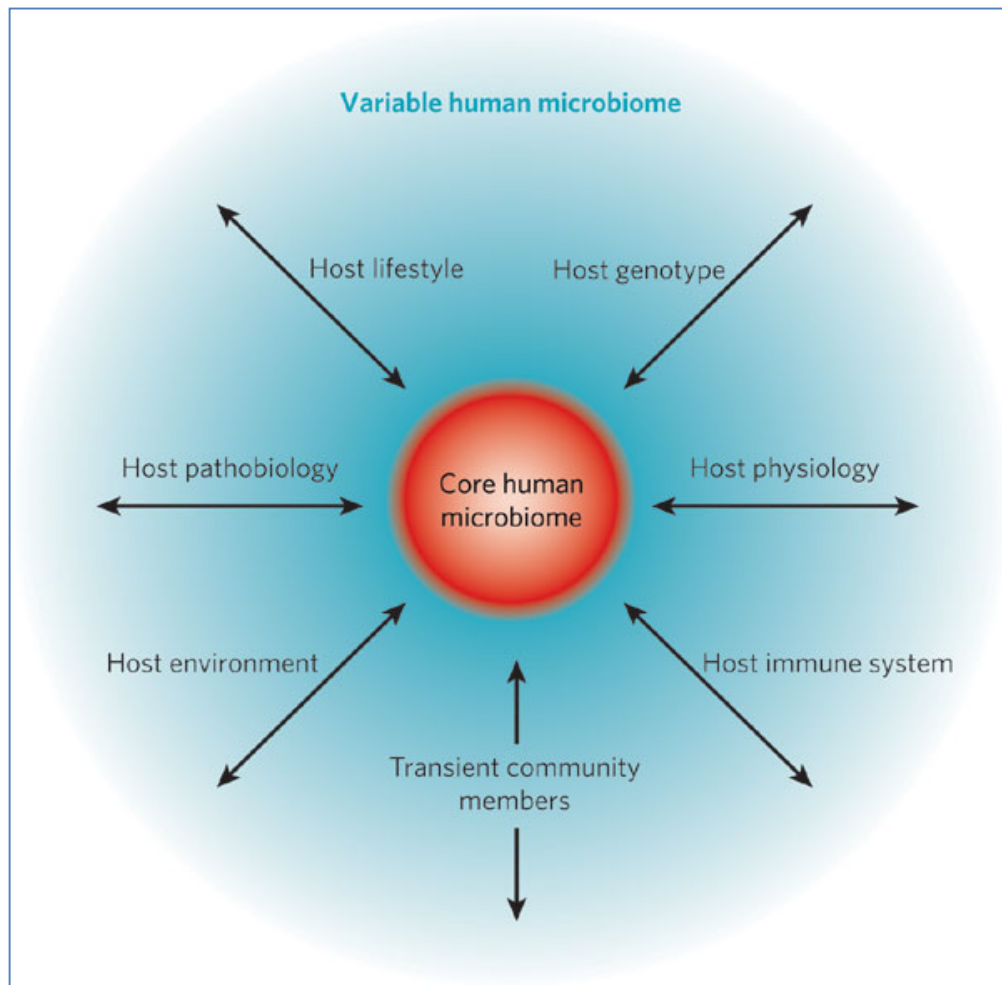 Variable human microbiome
Host lifestyle
Host genotype
Host pathobiology
Core human
microbiome
Host physiology
Host environment
Host immune system
Transient community
members